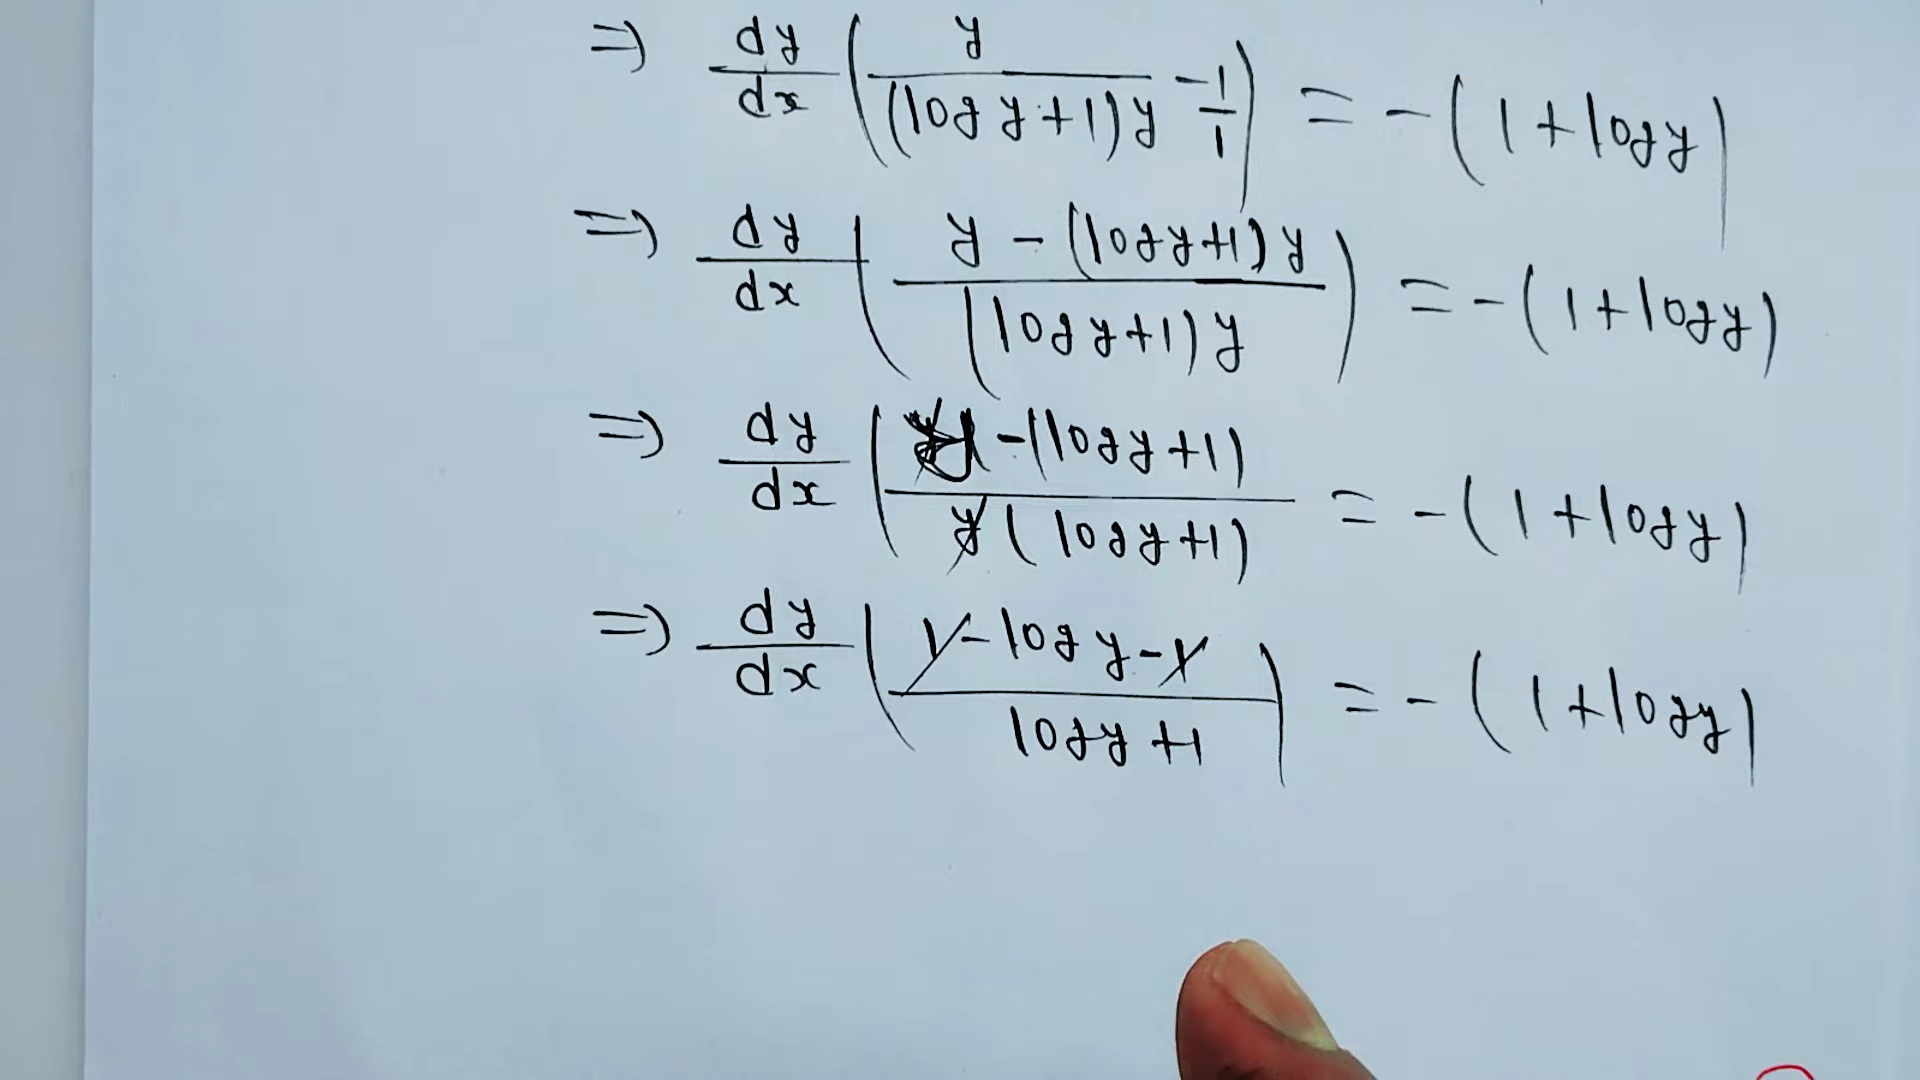 ⇒ dy/dx (y/((log y+1)y) - 1/1) = -(1+log y)
⇒ dy/dx ((y - (log y+1) y)/((log y+1) y)) = -(1+log y)
⇒ dy/dx ((y(1-(log y+1))/(y(log y+1)) = -(1+log y)
⇒ dy/dx ((1-log y-1)/(log y+1)) = -(1+log y)